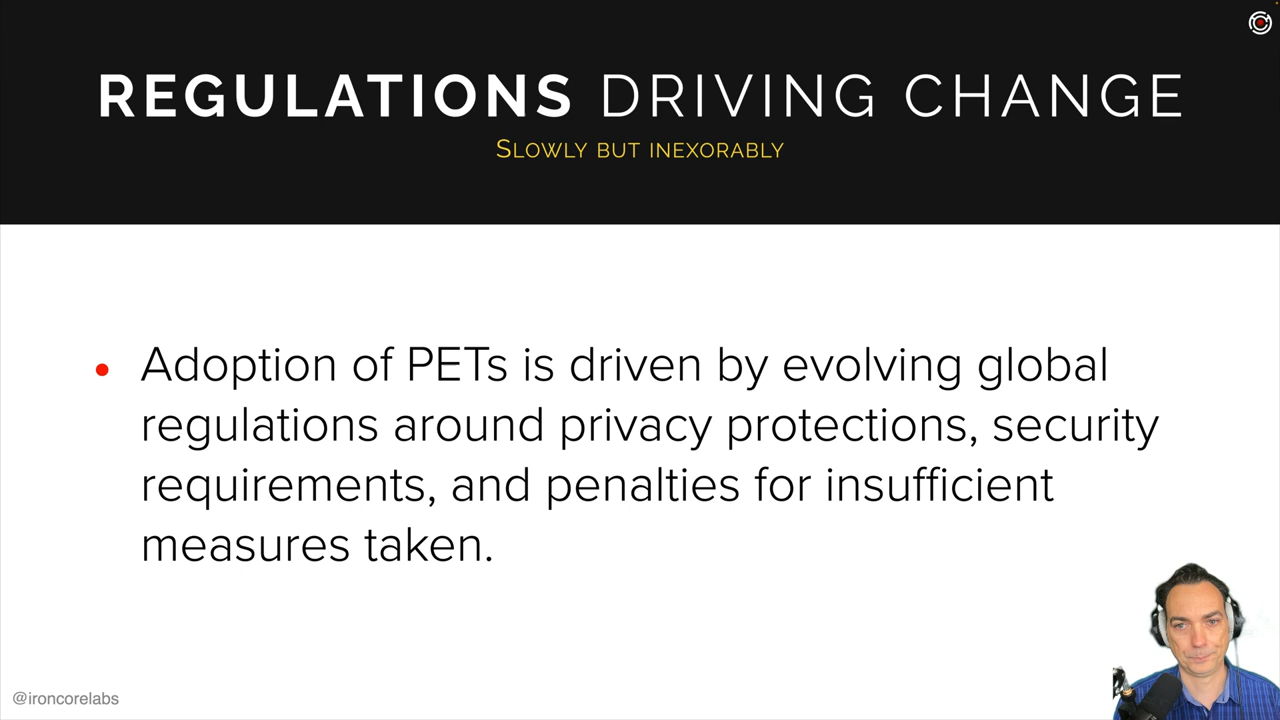 REGULATIONS DRIVING CHANGE
SLOWLY BUT INEXORABLY
• Adoption of PETs is driven by evolving global
regulations around privacy protections, security
requirements, and penalties for insufficient
measures taken.
@ironcorelabs